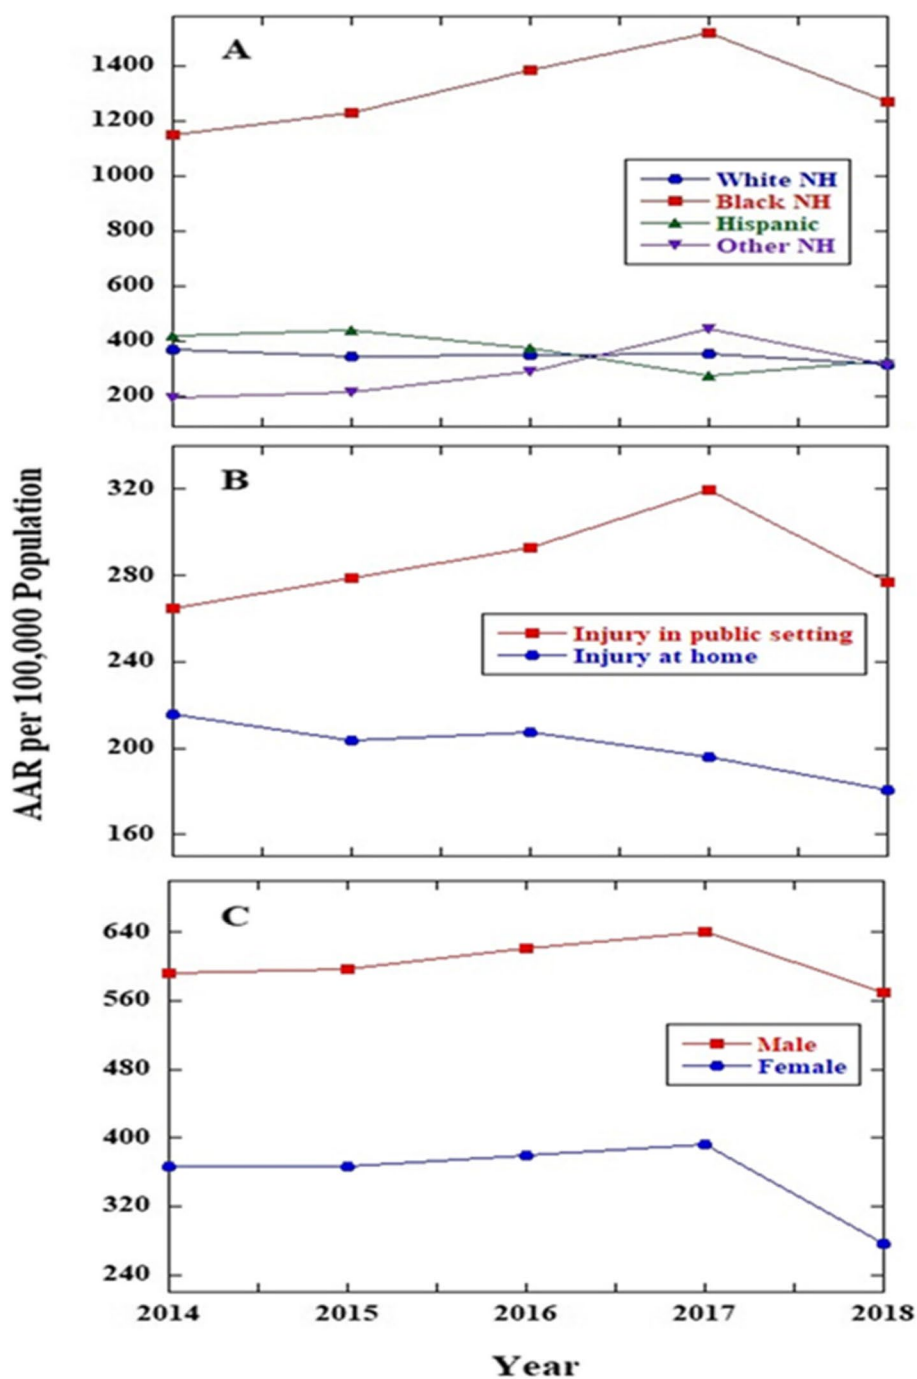 A
1400
1200
1000
800
600
400
200
White NH
Black NH
Hispanic
Other NH
AAR per 100,000 Population
B
320
280
240
200
160
Injury in public setting
Injury at home
C
640
560
480
400
320
240
Male
Female
2014 2015 2016 2017 2018
Year